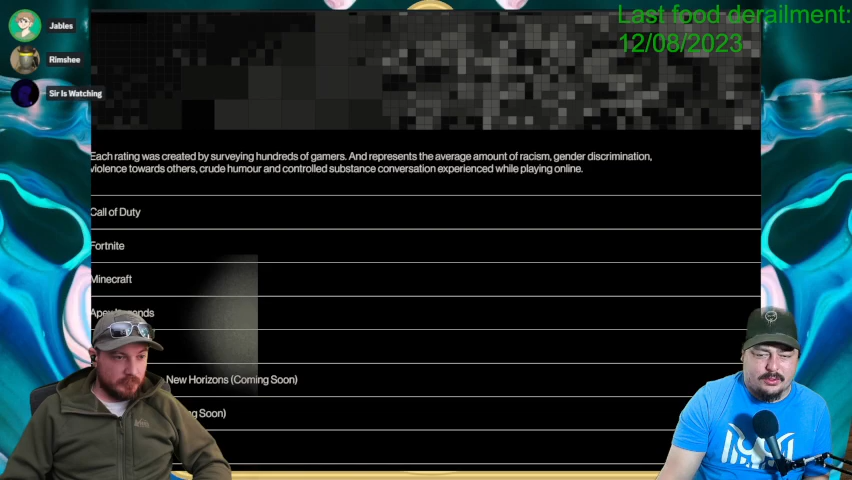 Last food derailment:
12/08/2023
Jables
Rimshee
Sir Is Watching
Each rating was created by surveying hundreds of gamers. And represents the average amount of racism, gender discrimination,
violence towards others, crude humour and controlled substance conversation experienced while playing online.
Call of Duty
Fortnite
Minecraft
Apex Legends
New Horizons (Coming Soon)
Soon)